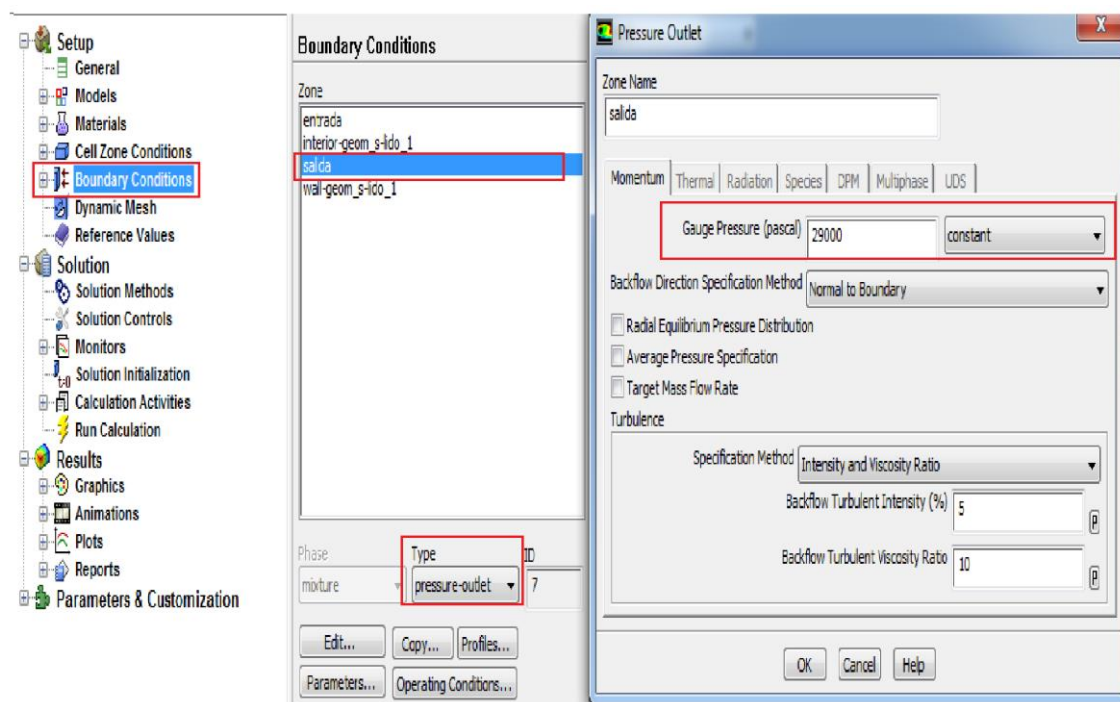 Setup
General
Models
Materials
Cell Zone Conditions
Boundary Conditions
Dynamic Mesh
Reference Values
Solution
Solution Methods
Solution Controls
Monitors
t=0 Solution Initialization
Calculation Activities
Run Calculation
Results
Graphics
Animations
Plots
Reports
Parameters & Customization
Boundary Conditions
Zone
entrada
interior-geom_s-lido_1
salida
wall-geom_s-lido_1
Phase Type ID
mixture pressure-outlet 7
Edit... Copy... Profiles...
Parameters... Operating Conditions...
Pressure Outlet X
Zone Name
salida
Momentum Thermal Radiation Species DPM Multiphase UDS
Gauge Pressure (pascal) 29000 constant
Backflow Direction Specification Method Normal to Boundary
Radial Equilibrium Pressure Distribution
Average Pressure Specification
Target Mass Flow Rate
Turbulence
Specification Method Intensity and Viscosity Ratio
Backflow Turbulent Intensity (%) 5 P
Backflow Turbulent Viscosity Ratio 10 P
OK Cancel Help